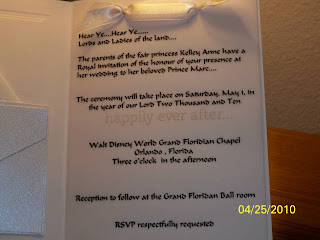 Hear Ye....Hear Ye.....
Lords and Ladies of the land....
The parents of the fair princess Kelley Anne have a
Royal Invitation of the honour of your presence at
her wedding to her beloved Prince Marc....
The ceremony will take place on Saturday, May 1, in
the year of our Lord Two Thousand and Ten
happily ever after...
Walt Disney World Grand Floridian Chapel
Orlando , Florida
Three o'clock in the afternoon
Reception to follow at the Grand Floridan Ball room
RSVP respectfully requested
04/25/2010